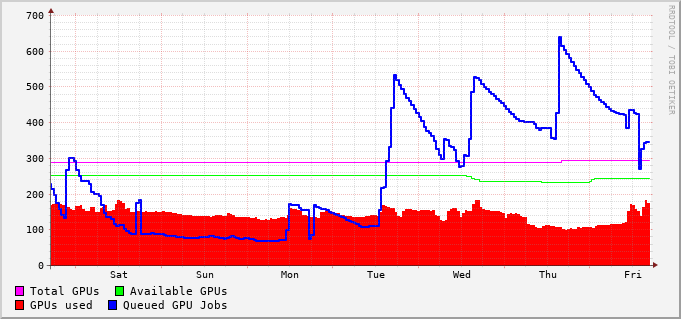 700
600
500
400
300
200
100
0
Sat Sun Mon Tue Wed Thu Fri
Total GPUs Available GPUs
GPUs used Queued GPU Jobs
RRDTOOL / TOBI OETIKER